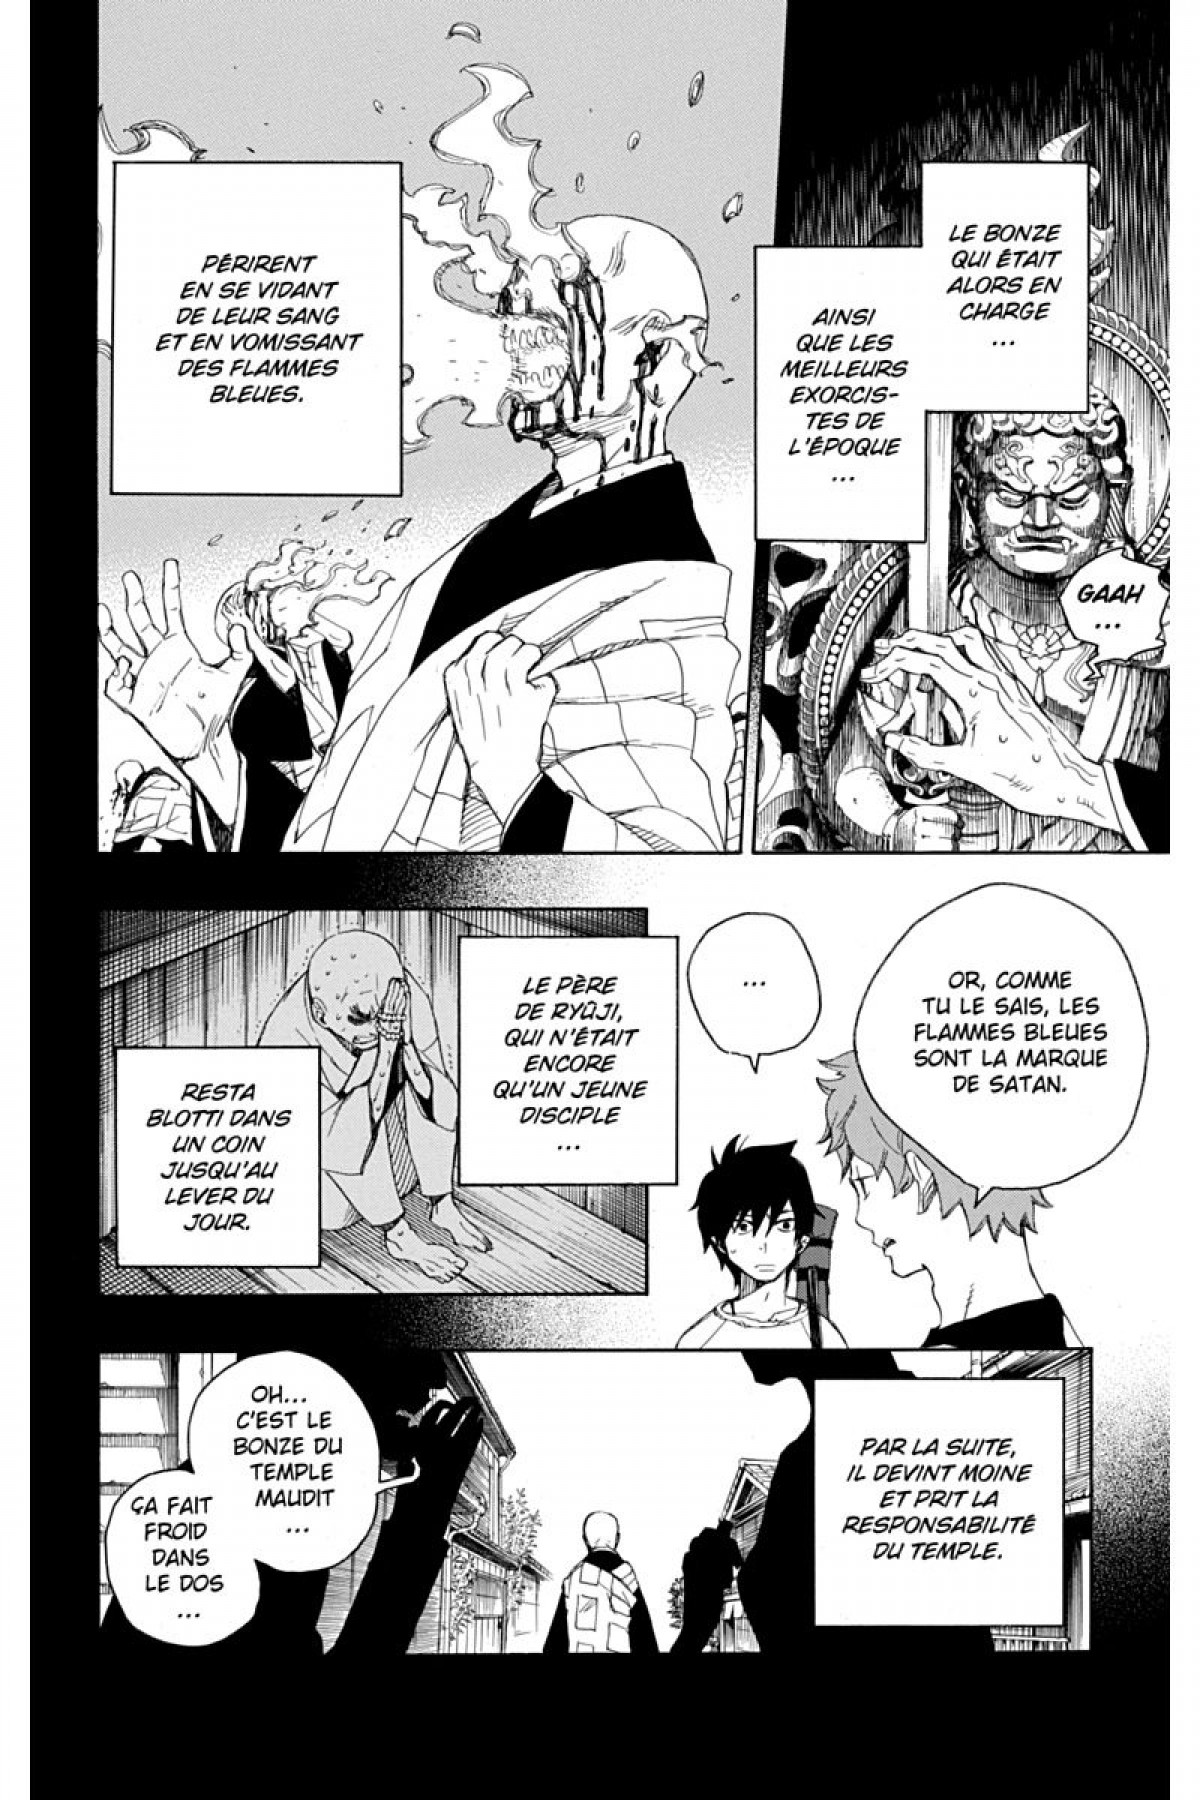 LE BONZE
QUI ÉTAIT
ALORS EN
CHARGE
...
AINSI
QUE LES
MEILLEURS
EXORCIS-
TES DE
L'ÉPOQUE
...
GAAH
...
PÉRIRENT
EN SE VIDANT
DE LEUR SANG
ET EN VOMISSANT
DES FLAMMES
BLEUES.
OR, COMME
TU LE SAIS, LES
FLAMMES BLEUES
SONT LA MARQUE
DE SATAN.
...
LE PÈRE
DE RYÛJI,
QUI N'ÉTAIT
ENCORE
QU'UN JEUNE
DISCIPLE
...
RESTA
BLOTTI DANS
UN COIN
JUSQU'AU
LEVER DU
JOUR.
PAR LA SUITE,
IL DEVINT MOINE
ET PRIT LA
RESPONSABILITÉ
DU TEMPLE.
OH...
C'EST LE
BONZE DU
TEMPLE
MAUDIT
...
ÇA FAIT
FROID
DANS
LE DOS
...